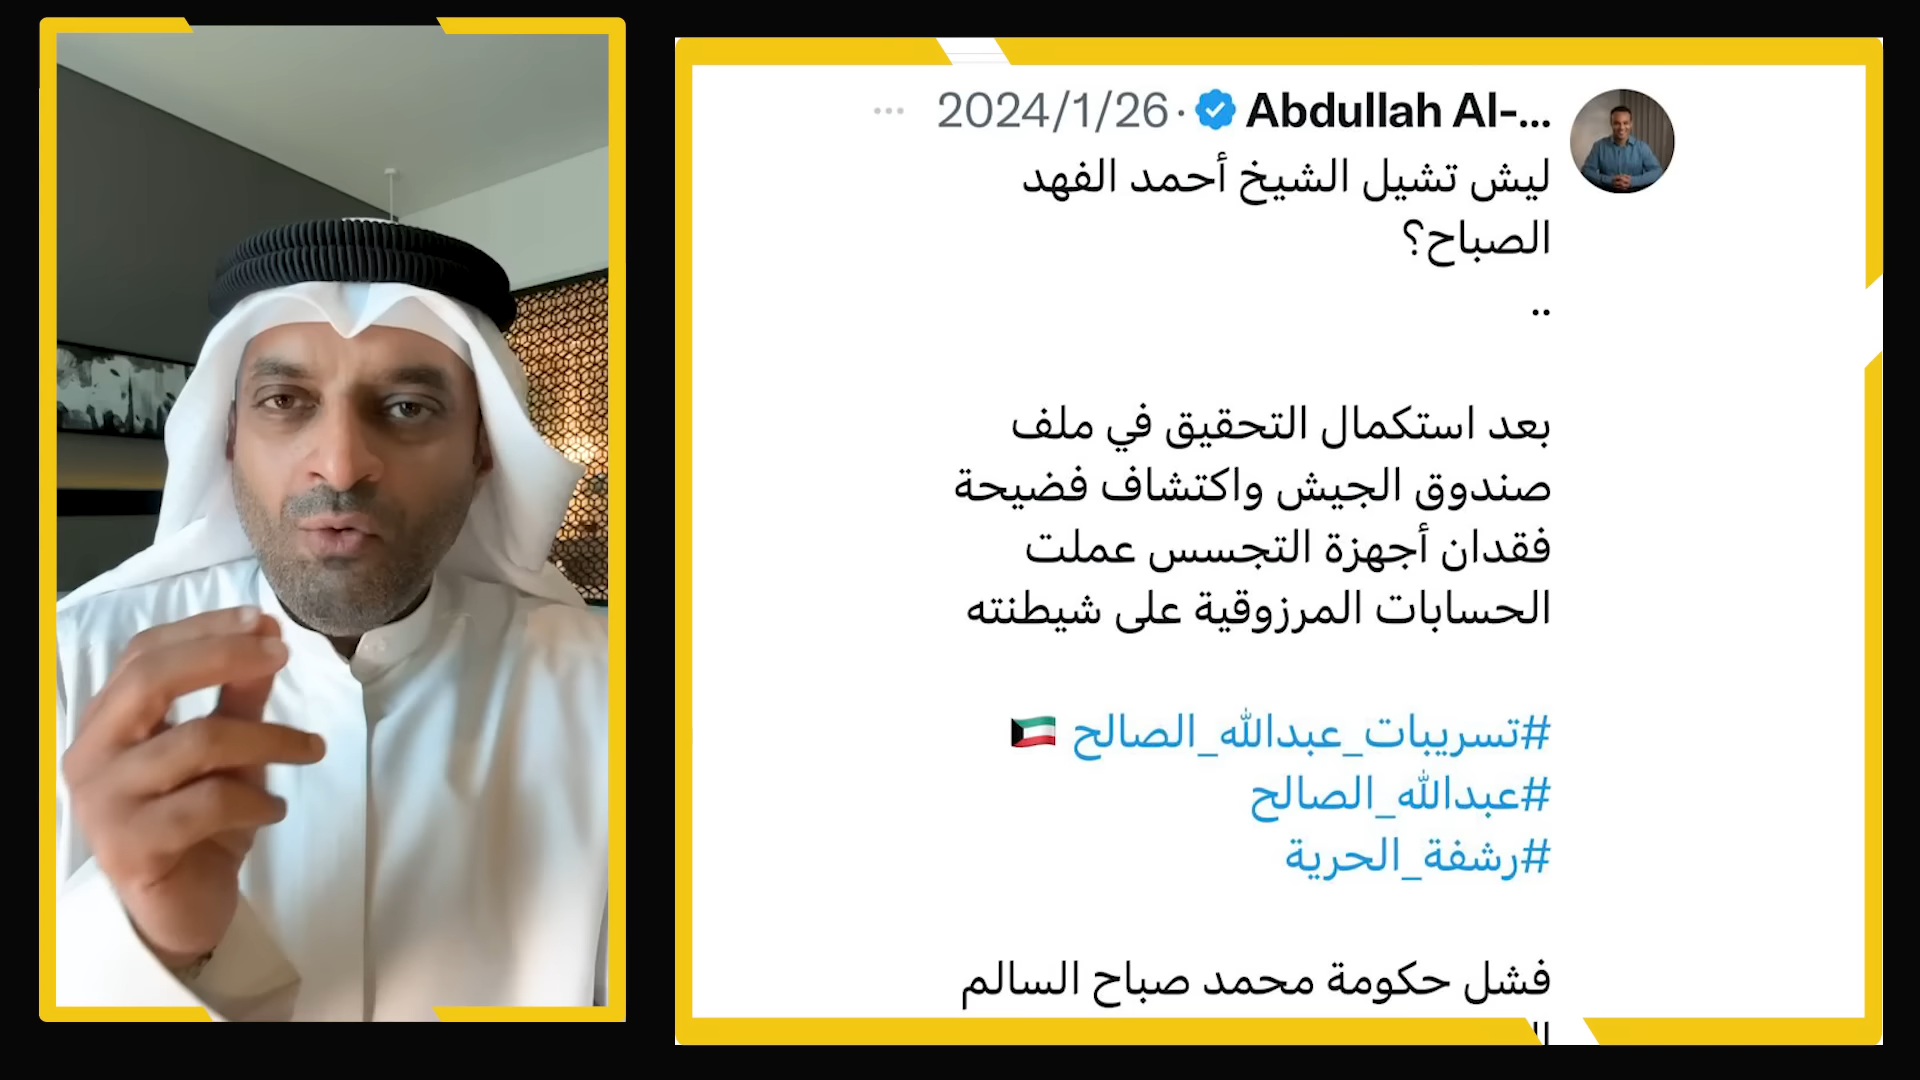 Abdullah Al-... · 2024/1/26 ...
ليش تشيل الشيخ أحمد الفهد
الصباح؟
..
بعد استكمال التحقيق في ملف
صندوق الجيش واكتشاف فضيحة
فقدان أجهزة التجسس عملت
الحسابات المرزوقية على شيطنته
#تسريبات_عبدالله_الصالح 🇰🇼
#عبدالله_الصالح
#رشفة_الحرية
فشل حكومة محمد صباح السالم